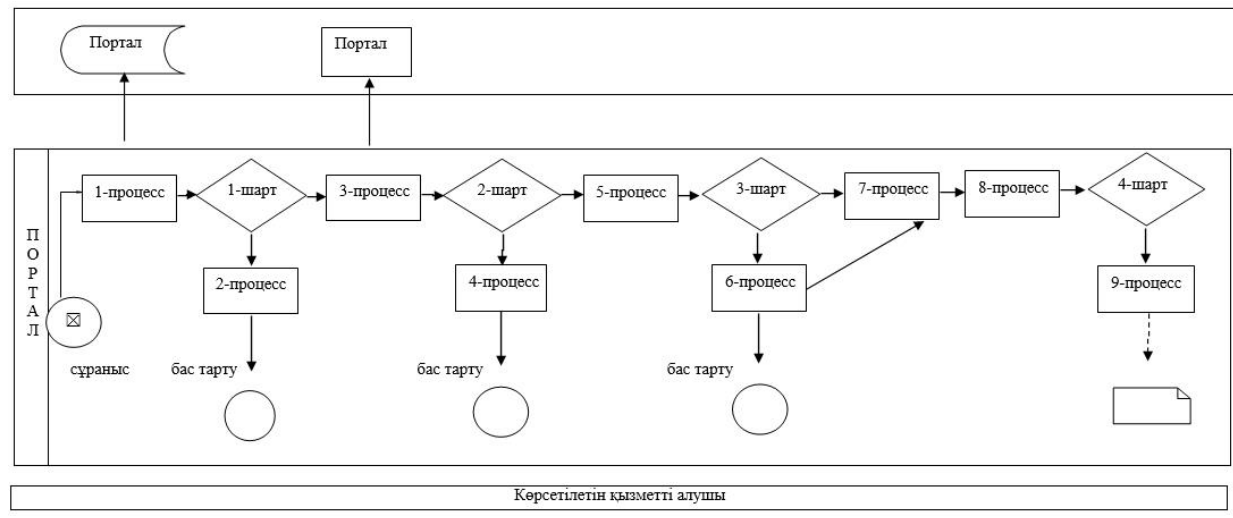 Портал
Портал
ПОРТАЛ
1-процесс
1-шарт
3-процесс
2-шарт
5-процесс
3-шарт
7-процесс
8-процесс
4-шарт
2-процесс
4-процесс
6-процесс
9-процесс
сұраныс
бас тарту
бас тарту
бас тарту
Көрсетілетін қызметті алушы